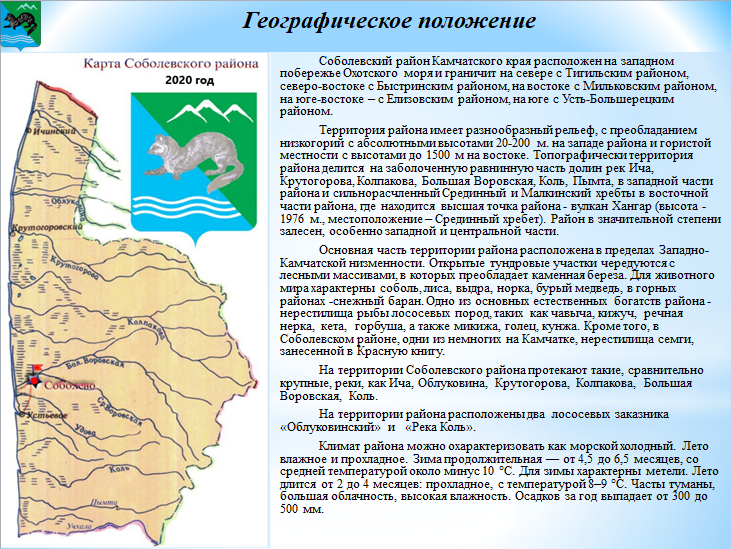 Географическое положение
Карта Соболевского района
2020 год
Ичинский
Облуковина
Крутогоровский
Крутогорова
Колпакова
Бол. Воровская
Соболево
Ср.Воровская
Устьевое
Удова
Коль
Пымта
Учхала
Соболевский район Камчатского края расположен на западном
побережье Охотского моря и граничит на севере с Тигильским районом,
северо-востоке с Быстринским районом, на востоке с Мильковским районом,
на юге-востоке – с Елизовским районом, на юге с Усть-Большерецким
районом.
Территория района имеет разнообразный рельеф, с преобладанием
низкогорий с абсолютными высотами 20-200 м. на западе района и гористой
местности с высотами до 1500 м на востоке. Топографически территория
района делится на заболоченную равнинную часть долин рек Ича,
Крутогорова, Колпакова, Большая Воровская, Коль, Пымта, в западной части
района и сильнорасчлененный Срединный и Малкинский хребты в восточной
части района, где находится высшая точка района - вулкан Хангар (высота -
1976 м., местоположение – Срединный хребет). Район в значительной степени
залесен, особенно западной и центральной части.
Основная часть территории района расположена в пределах Западно-
Камчатской низменности. Открытые тундровые участки чередуются с
лесными массивами, в которых преобладает каменная береза. Для животного
мира характерны соболь, лиса, выдра, норка, бурый медведь, в горных
районах -снежный баран. Одно из основных естественных богатств района -
нерестилища рыбы лососевых пород, таких как чавыча, кижуч, речная
нерка, кета, горбуша, а также микижа, голец, кунжа. Кроме того, в
Соболевском районе, одни из немногих на Камчатке, нерестилища семги,
занесенной в Красную книгу.
На территории Соболевского района протекают такие, сравнительно
крупные, реки, как Ича, Облуковина, Крутогорова, Колпакова, Большая
Воровская, Коль.
На территории района расположены два лососевых заказника
«Облуковинский» и «Река Коль».
Климат района можно охарактеризовать как морской холодный. Лето
влажное и прохладное. Зима продолжительная — от 4,5 до 6,5 месяцев, со
средней температурой около минус 10 °С. Для зимы характерны метели. Лето
длится от 2 до 4 месяцев: прохладное, с температурой 8–9 °С. Часты туманы,
большая облачность, высокая влажность. Осадков за год выпадает от 300 до
500 мм.